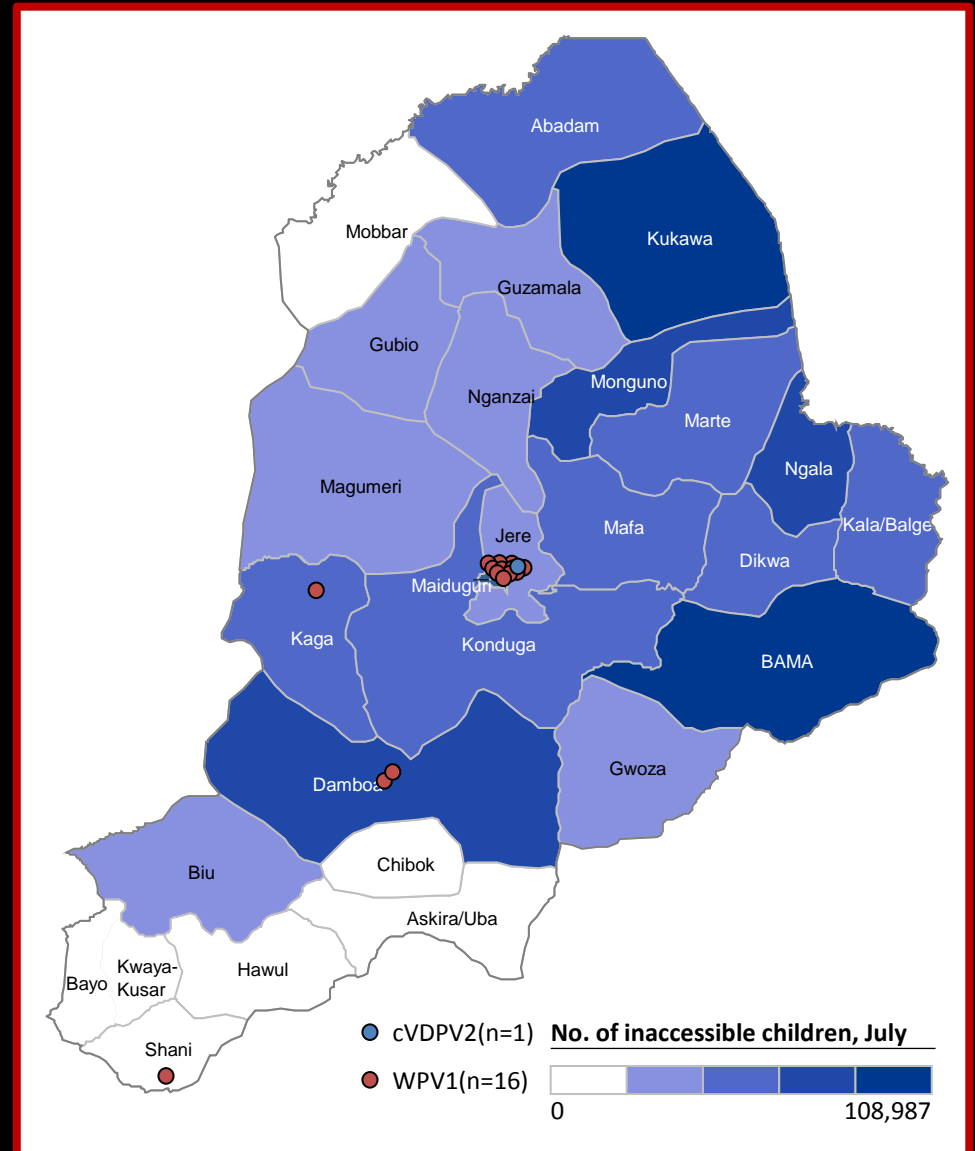 Abadam
Mobbar
Kukawa
Guzamala
Gubio
Monguno
Nganzai
Marte
Ngala
Magumeri
Kala/Balge
Jere
Mafa
Dikwa
Maiduguri
Kaga
Konduga
BAMA
Gwoza
Damboa
Chibok
Biu
Askira/Uba
Kwaya-
Kusar
Hawul
Bayo
Shani
cVDPV2(n=1)
WPV1(n=16)
No. of inaccessible children, July
0 108,987